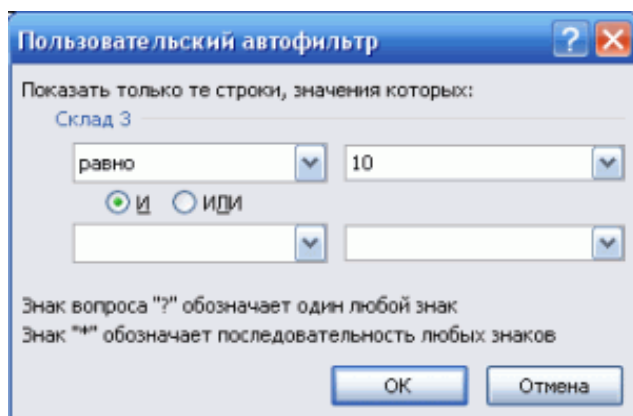 Пользовательский автофильтр
Показать только те строки, значения которых:
Склад 3
равно 10
И ИЛИ
Знак вопроса "?" обозначает один любой знак
Знак "*" обозначает последовательность любых знаков
ОК Отмена